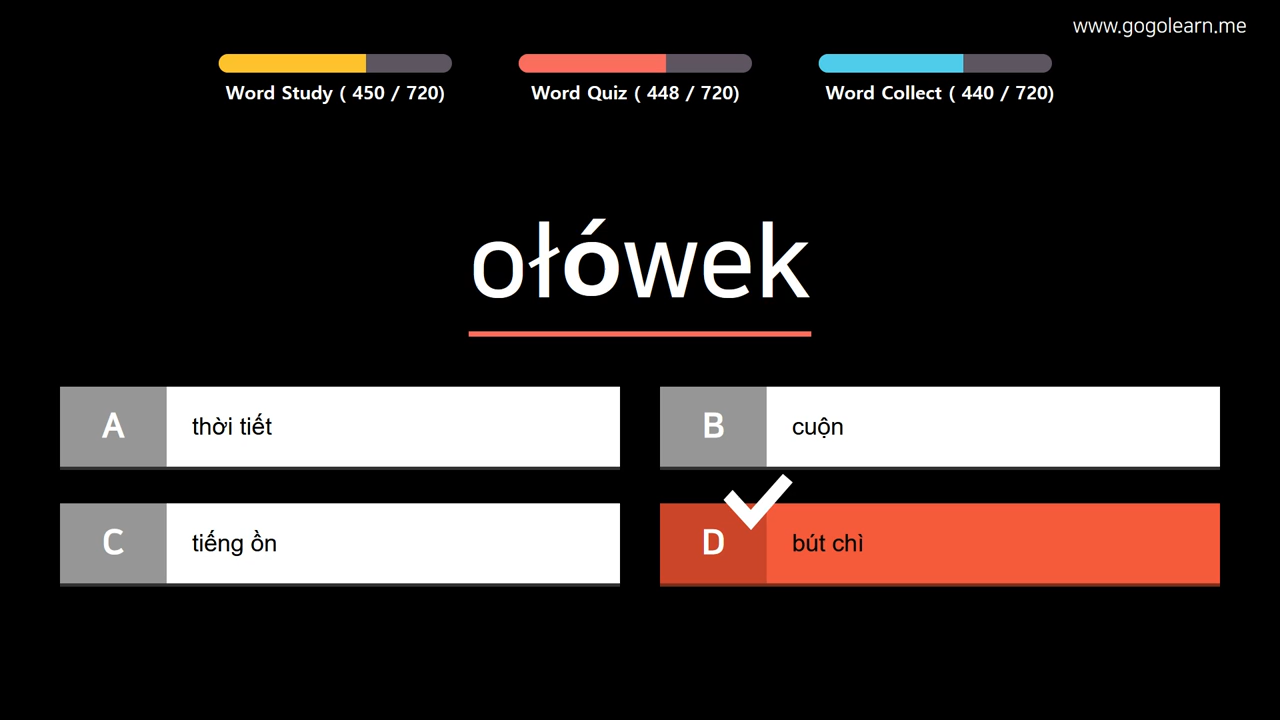 www.gogolearn.me
Word Study ( 450 / 720)
Word Quiz ( 448 / 720)
Word Collect ( 440 / 720)
ołówek
A thời tiết
B cuộn
C tiếng ồn
D bút chì